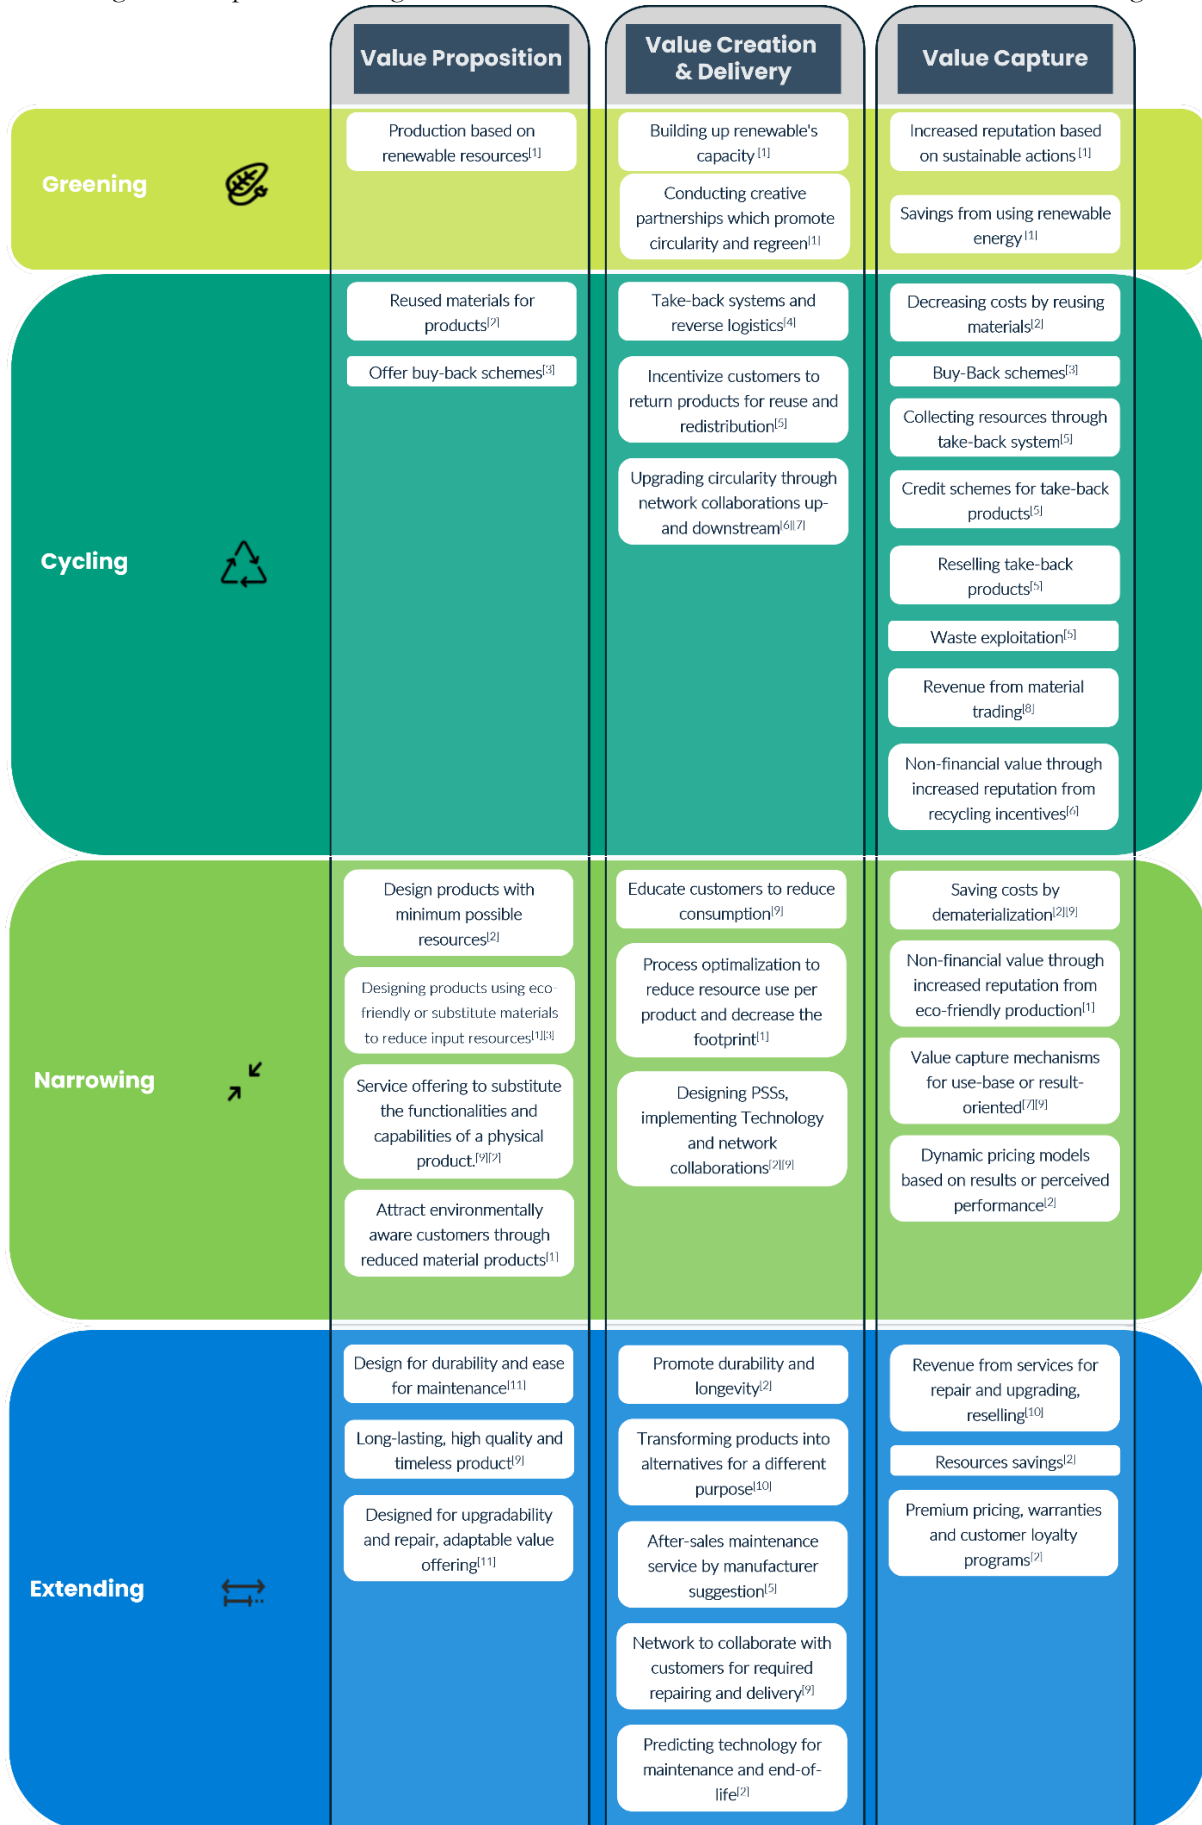 Value Proposition
Value Creation
& Delivery
Value Capture
Greening
Production based on
renewable resources[1]
Building up renewable's
capacity [1]
Conducting creative
partnerships which promote
circularity and regreen[1]
Increased reputation based
on sustainable actions[1]
Savings from using renewable
energy[1]
Cycling
Reused materials for
products[2]
Offer buy-back schemes[3]
Take-back systems and
reverse logistics[4]
Incentivize customers to
return products for reuse and
redistribution[5]
Upgrading circularity through
network collaborations up-
and downstream[6][7]
Decreasing costs by reusing
materials[2]
Buy-Back schemes[3]
Collecting resources through
take-back system[5]
Credit schemes for take-back
products[5]
Reselling take-back
products[5]
Waste exploitation[5]
Revenue from material
trading[8]
Non-financial value through
increased reputation from
recycling incentives[6]
Narrowing
Design products with
minimum possible
resources[2]
Designing products using eco-
friendly or substitute materials
to reduce input resources[1][3]
Service offering to substitute
the functionalities and
capabilities of a physical
product.[9][2]
Attract environmentally
aware customers through
reduced material products[1]
Educate customers to reduce
consumption[9]
Process optimalization to
reduce resource use per
product and decrease the
footprint[1]
Designing PSSs,
implementing Technology
and network
collaborations[2][9]
Saving costs by
dematerialization[2][9]
Non-financial value through
increased reputation from
eco-friendly production[1]
Value capture mechanisms
for use-base or result-
oriented[7][9]
Dynamic pricing models
based on results or perceived
performance[2]
Extending
Design for durability and ease
for maintenance[11]
Long-lasting, high quality and
timeless product[9]
Designed for upgradability
and repair, adaptable value
offering[11]
Promote durability and
longevity[2]
Transforming products into
alternatives for a different
purpose[10]
After-sales maintenance
service by manufacturer
suggestion[5]
Network to collaborate with
customers for required
repairing and delivery[9]
Predicting technology for
maintenance and end-of-
life[2]
Revenue from services for
repair and upgrading,
reselling[10]
Resources savings[2]
Premium pricing, warranties
and customer loyalty
programs[2]